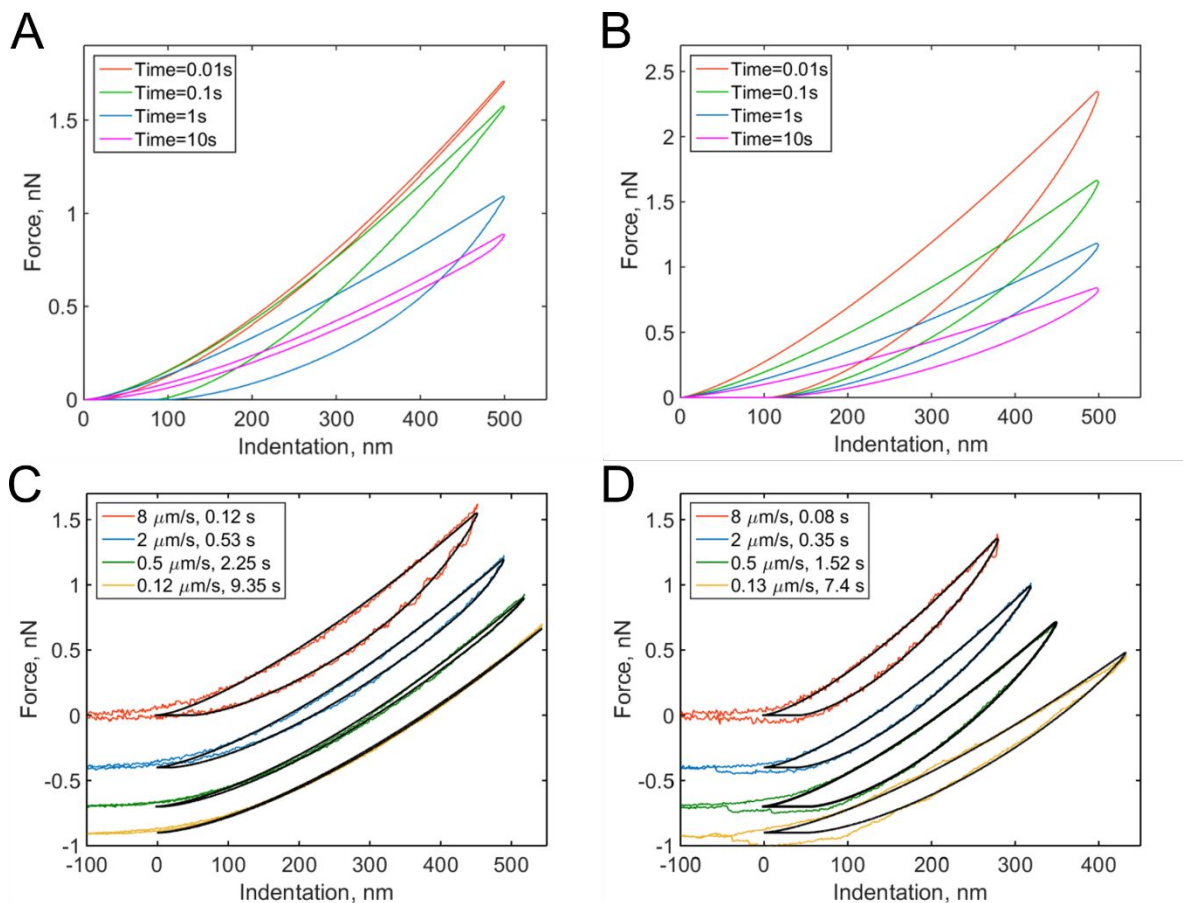 A
Time=0.01s
Time=0.1s
Time=1s
Time=10s
1.5
1
0.5
0
Force, nN
0 100 200 300 400 500
Indentation, nm
B
Time=0.01s
Time=0.1s
Time=1s
Time=10s
2.5
2
1.5
1
0.5
0
Force, nN
0 100 200 300 400 500
Indentation, nm
C
8 μm/s, 0.12 s
2 μm/s, 0.53 s
0.5 μm/s, 2.25 s
0.12 μm/s, 9.35 s
1.5
1
0.5
0
-0.5
-1
Force, nN
-100 0 100 200 300 400 500
Indentation, nm
D
8 μm/s, 0.08 s
2 μm/s, 0.35 s
0.5 μm/s, 1.52 s
0.13 μm/s, 7.4 s
1.5
1
0.5
0
-0.5
-1
Force, nN
-100 0 100 200 300 400
Indentation, nm